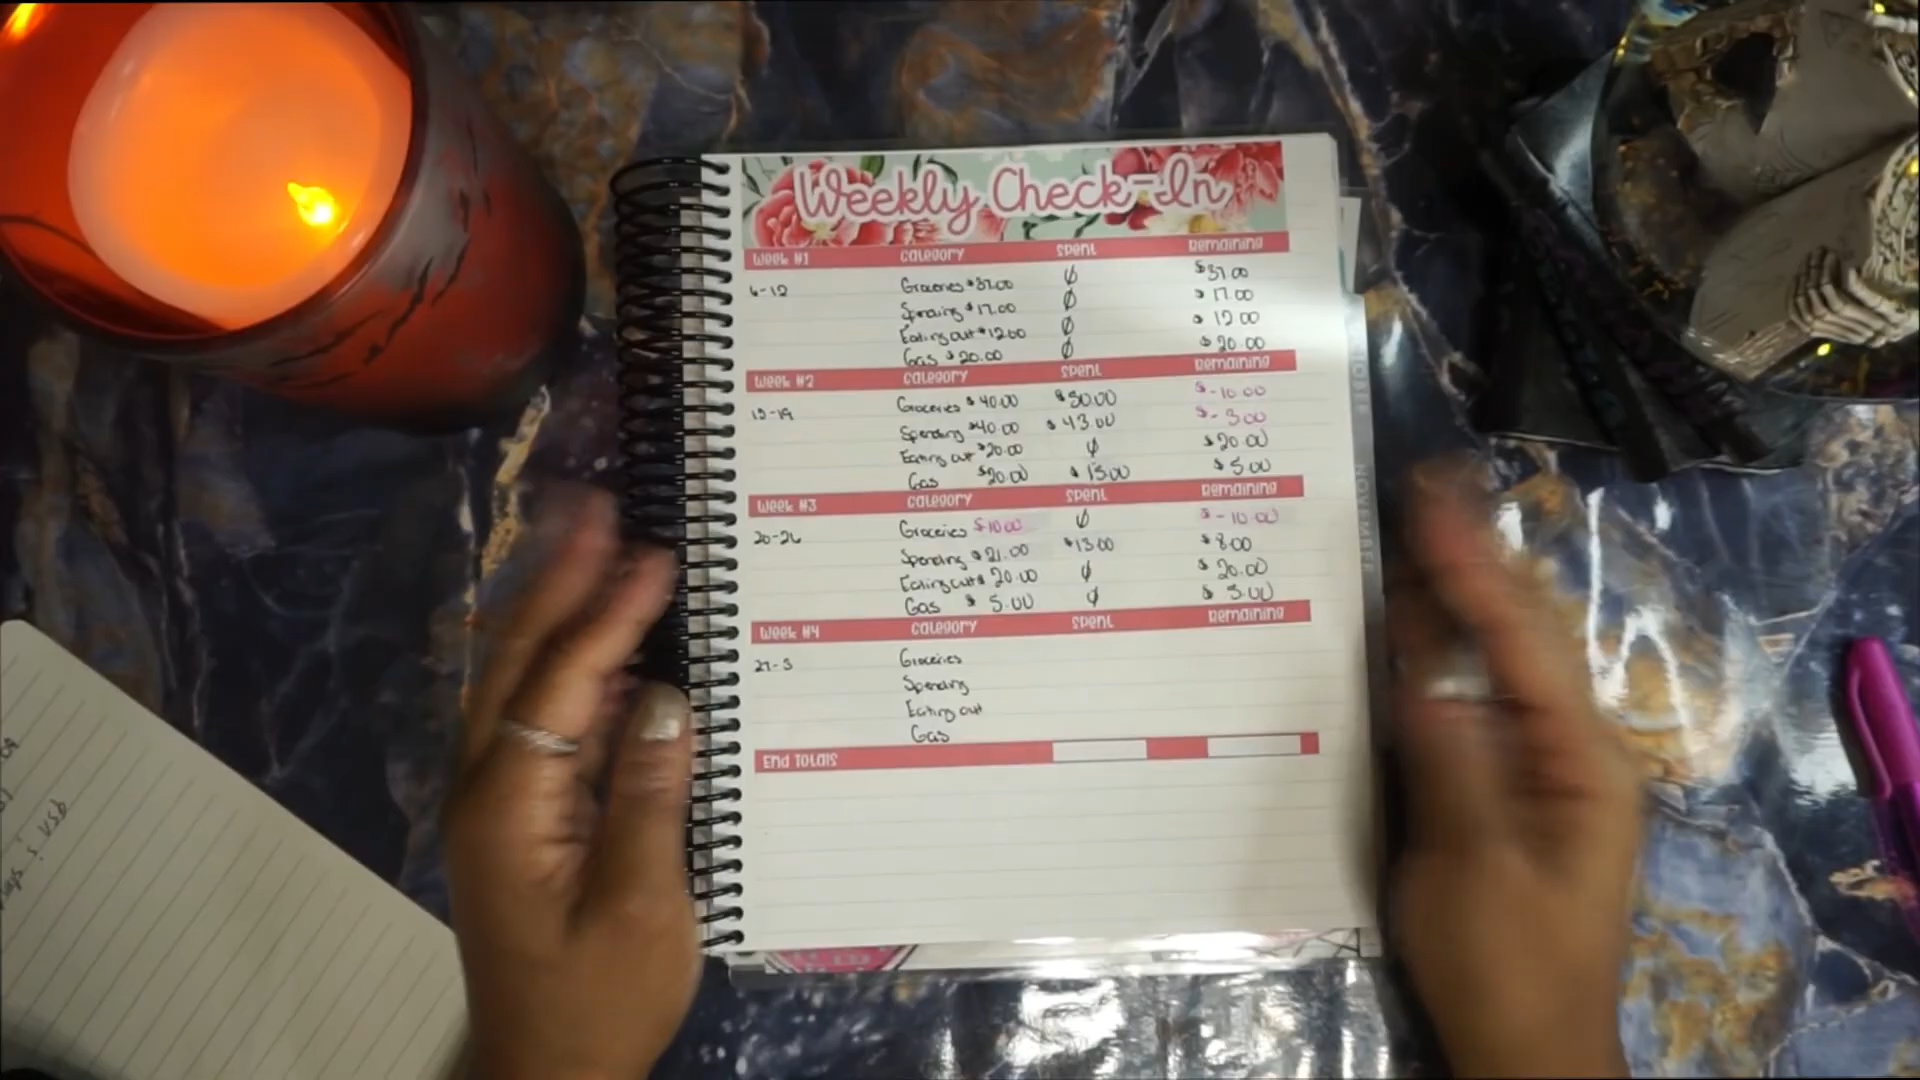 Weekly Check-In
Week #1 Category Spent Remaining
6-12 Groceries $37.00 ∅ $37.00
Spending $17.00 ∅ $ 17.00
Eating out $12.00 ∅ $ 12.00
Gas $20.00 ∅ $ 20.00
Week #2 Category Spent Remaining
13-19 Groceries $ 40.00 $50.00 $-10.00
Spending $40.00 $43.00 $-3.00
Eating out $20.00 ∅ $20.00
Gas $20.00 $ 15.00 $ 5.00
Week #3 Category Spent Remaining
20-26 Groceries $-10.00 ∅ $-10.00
Spending $21.00 $13.00 $8.00
Eating out $ 20.00 ∅ $ 20.00
Gas $ 5.00 ∅ $ 5.00
Week #4 Category Spent Remaining
27-3 Groceries
Spending
Eating out
Gas
End Totals
NOVEMBER